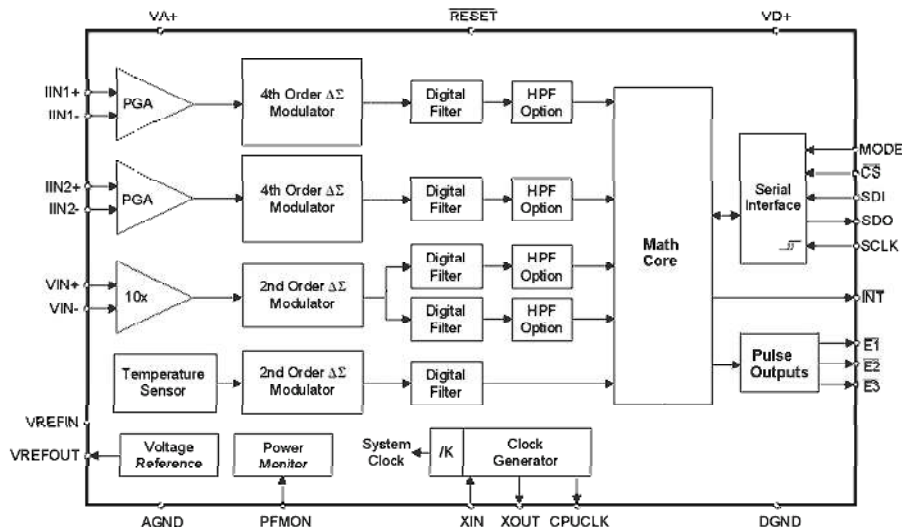 VA+
RESET
VD+
IIN1+
IIN1-
PGA
4th Order ΔΣ
Modulator
Digital
Filter
HPF
Option
IIN2+
IIN2-
PGA
4th Order ΔΣ
Modulator
Digital
Filter
HPF
Option
VIN+
VIN-
10x
2nd Order ΔΣ
Modulator
Digital
Filter
HPF
Option
Digital
Filter
HPF
Option
Temperature
Sensor
2nd Order ΔΣ
Modulator
Digital
Filter
Math
Core
Serial
Interface
MODE
CS
SDI
SDO
SCLK
INT
Pulse
Outputs
E1
E2
E3
VREFIN
VREFOUT
Voltage
Reference
Power
Monitor
System
Clock
/K
Clock
Generator
AGND
PFMON
XIN
XOUT
CPUCLK
DGND